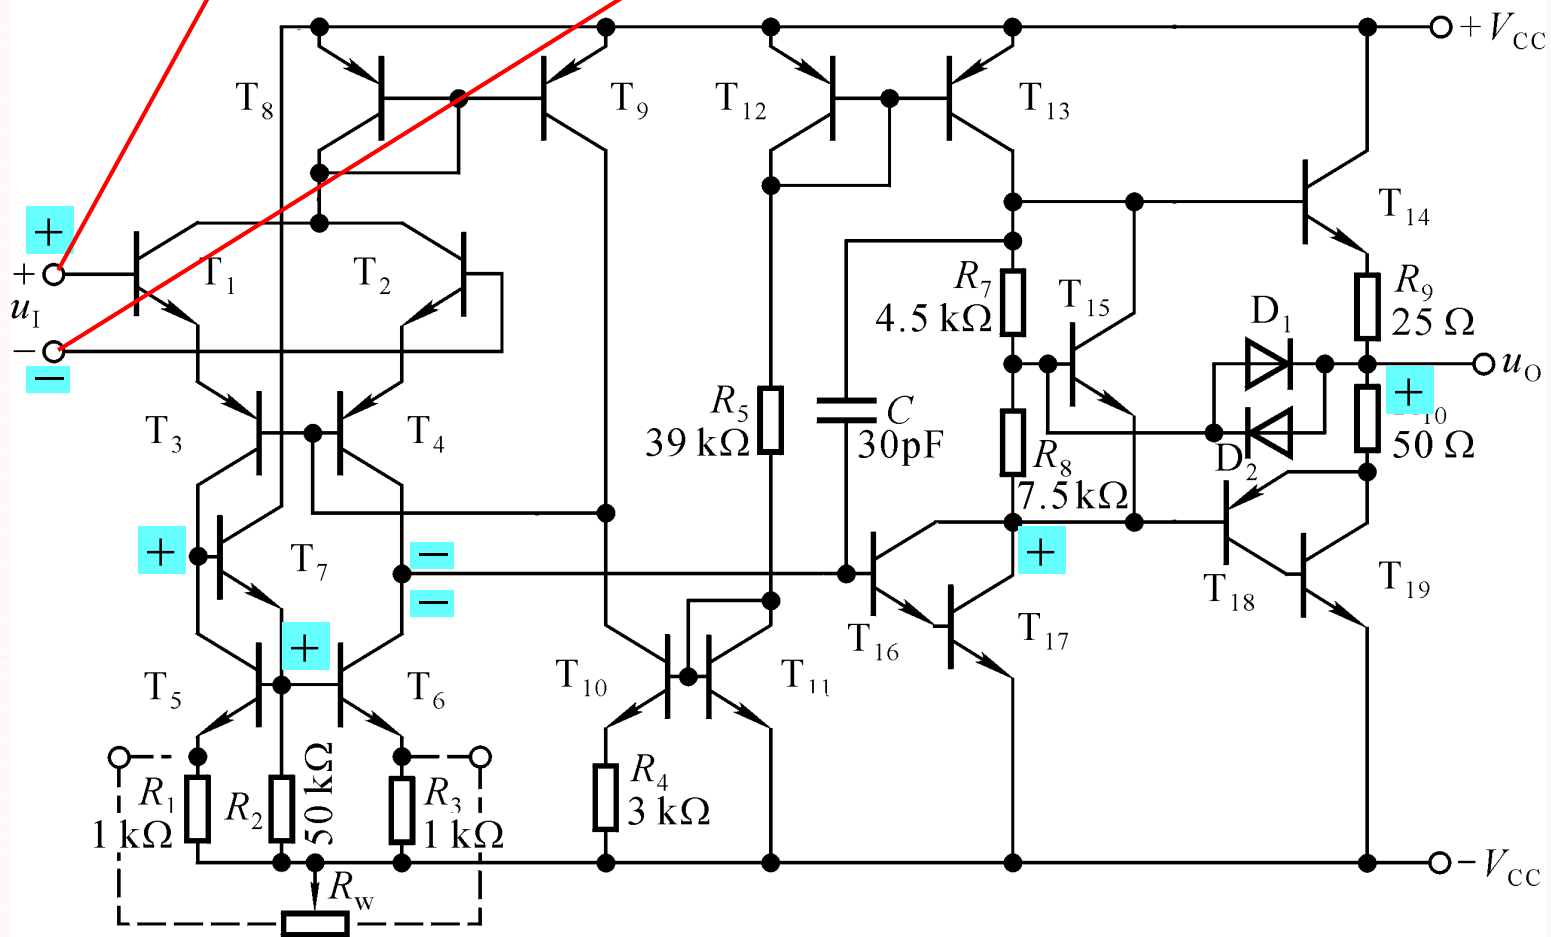 + VCC
T8
T9
T12
T13
+
T14
+
T1
T2
uI
R7
4.5 kΩ
T15
R9
25 Ω
D1
−
−
uO
+
T3
T4
R5
39 kΩ
C
30pF
R8
7.5 kΩ
D2
10
50 Ω
+
T7
−
−
+
T18
T19
+
T16
T17
T5
T6
T10
T11
R1
1 kΩ
R2
50 kΩ
R3
1 kΩ
R4
3 kΩ
RW
− VCC